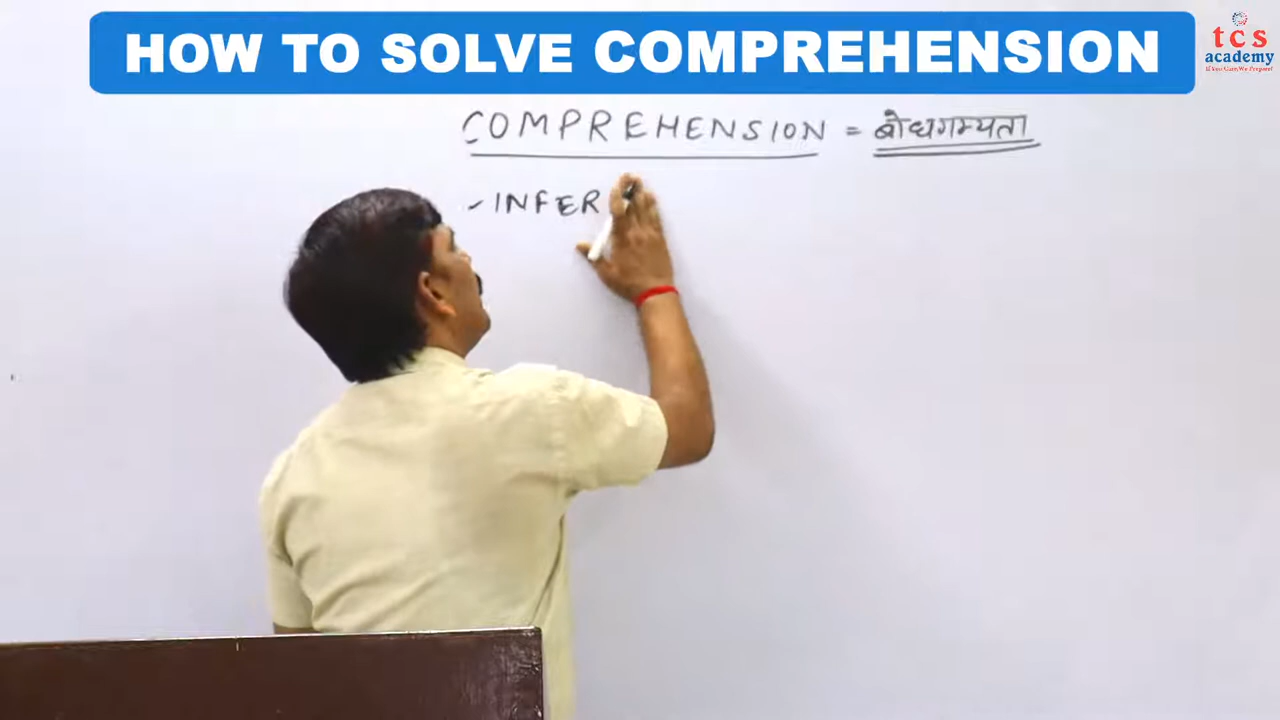 HOW TO SOLVE COMPREHENSION
tcs
academy
COMPREHENSION = बोधगम्यता
- INFER